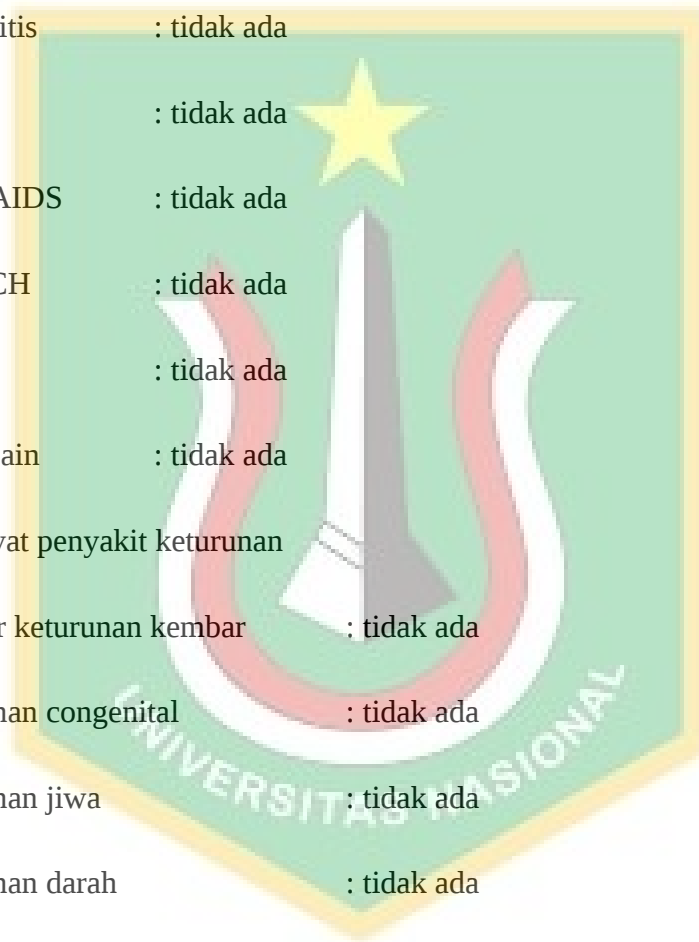 itis : tidak ada
: tidak ada
AIDS : tidak ada
CH : tidak ada
: tidak ada
ain : tidak ada
yat penyakit keturunan
r keturunan kembar : tidak ada
nan congenital : tidak ada
nan jiwa : tidak ada
nan darah : tidak ada
UNIVERSITAS NASIONAL